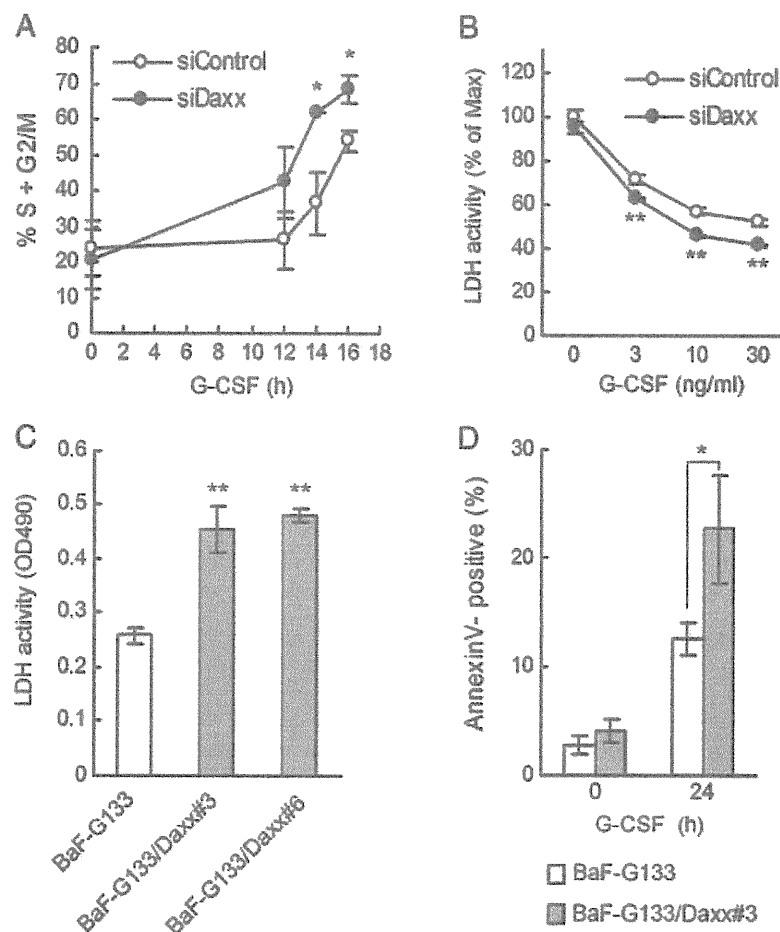 A
80
70
60
50
40
30
20
10
0
% S + G2/M
siControl
siDaxx
*
*
0 2 4 6 8 10 12 14 16 18
G-CSF (h)
B
120
100
80
60
40
20
0
LDH activity (% of Max)
siControl
siDaxx
**
**
**
0 3 10 30
G-CSF (ng/ml)
C
0.6
0.5
0.4
0.3
0.2
0.1
0
LDH activity (OD490)
**
**
BaF-G133
BaF-G133/Daxx#3
BaF-G133/Daxx#6
D
30
20
10
0
AnnexinV- positive (%)
*
0 24
G-CSF (h)
BaF-G133
BaF-G133/Daxx#3